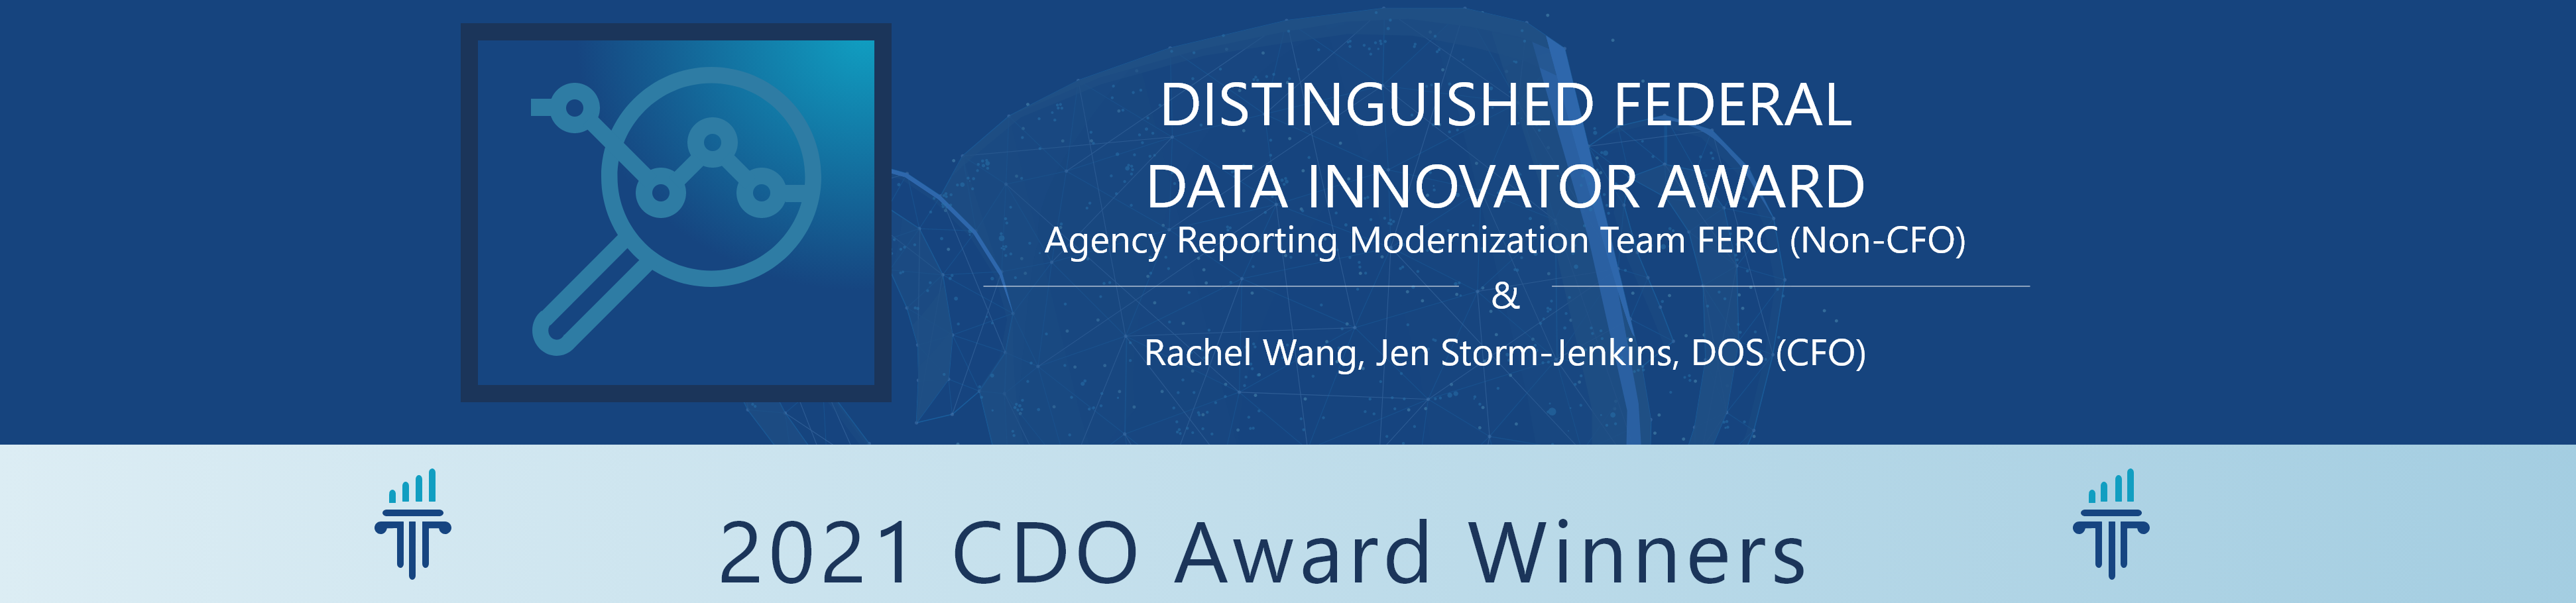 DISTINGUISHED FEDERAL
DATA INNOVATOR AWARD
Agency Reporting Modernization Team FERC (Non-CFO)
&
Rachel Wang, Jen Storm-Jenkins, DOS (CFO)
2021 CDO Award Winners